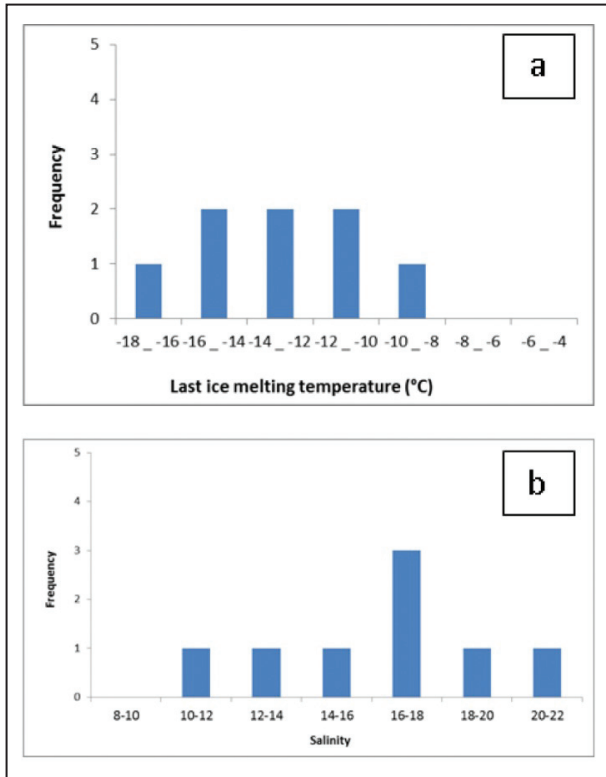 a
5
4
3
2
1
0
Frequency
-18 _ -16 -16 _ -14 -14 _ -12 -12 _ -10 -10 _ -8 -8 _ -6 -6 _ -4
Last ice melting temperature (°C)
b
5
4
3
2
1
0
Frequency
8-10 10-12 12-14 14-16 16-18 18-20 20-22
Salinity